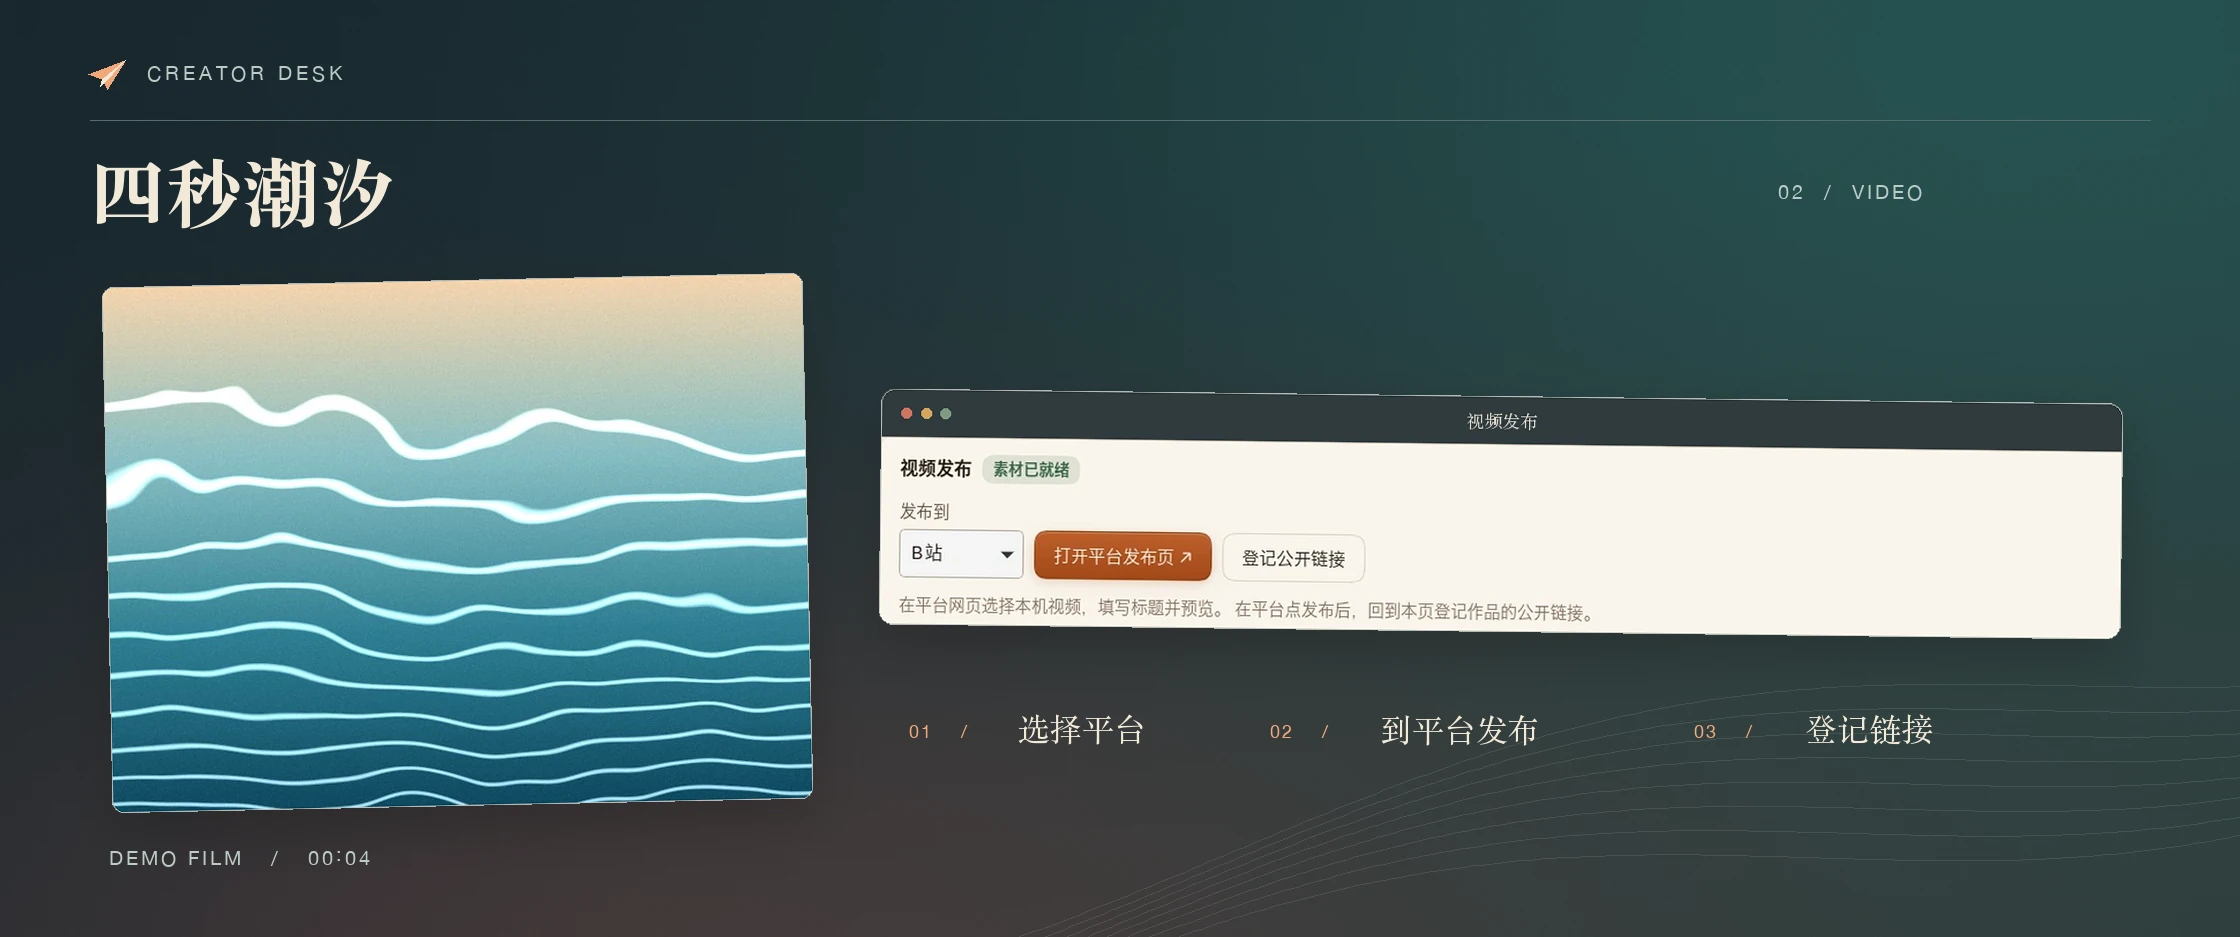 CREATOR DESK
四秒潮汐
02 / VIDEO
视频发布
视频发布 素材已就绪
发布到
B站 打开平台发布页 ↗ 登记公开链接
在平台网页选择本机视频，填写标题并预览。 在平台点发布后，回到本页登记作品的公开链接。
01 / 选择平台 02 / 到平台发布 03 / 登记链接
DEMO FILM / 00:04